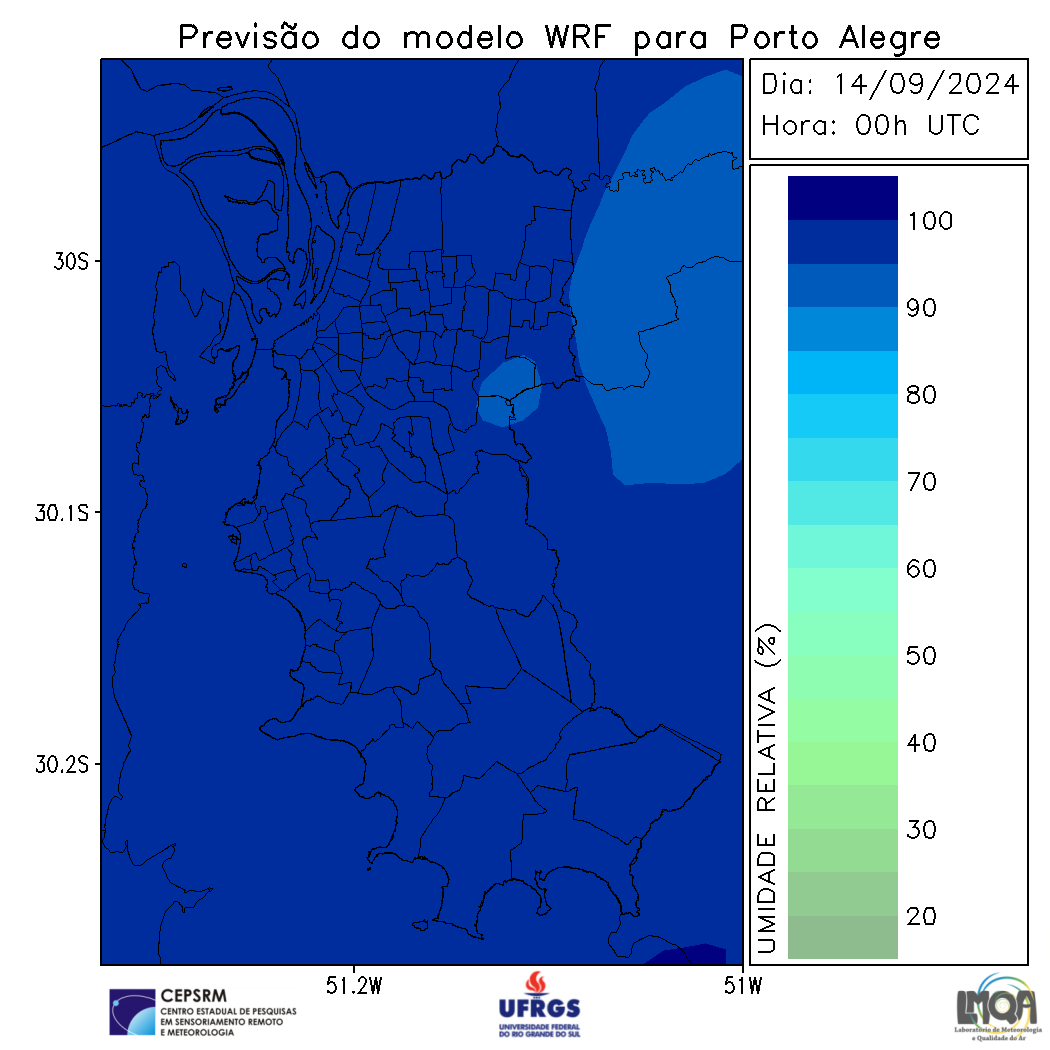 Previsão do modelo WRF para Porto Alegre
Dia: 14/09/2024
Hora: 00h UTC
30S
30.1S
30.2S
51.2W
51W
UMIDADE RELATIVA (%)
100
90
80
70
60
50
40
30
20
CEPSRM
CENTRO ESTADUAL DE PESQUISAS
EM SENSORIAMENTO REMOTO
E METEOROLOGIA
UFRGS
UNIVERSIDADE FEDERAL
DO RIO GRANDE DO SUL
LMQA
Laboratório de Meteorologia
e Qualidade do Ar